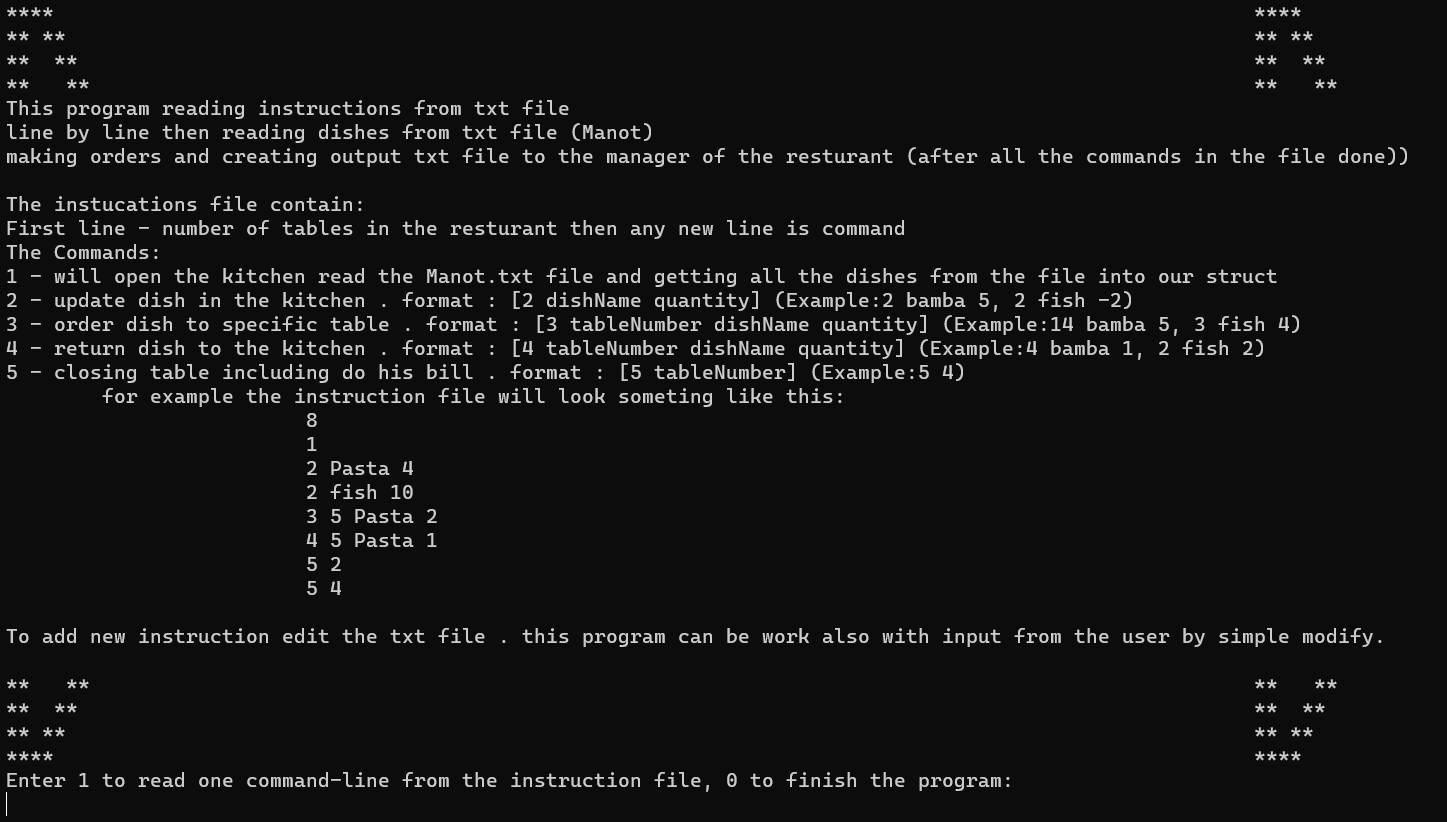 ****                                                                                                    ****
** **                                                                                                   ** **
**  **                                                                                                  **  **
**   **                                                                                                 **   **
This program reading instructions from txt file
line by line then reading dishes from txt file (Manot)
making orders and creating output txt file to the manager of the resturant (after all the commands in the file done))

The instucations file contain:
First line - number of tables in the resturant then any new line is command
The Commands:
1 - will open the kitchen read the Manot.txt file and getting all the dishes from the file into our struct
2 - update dish in the kitchen . format : [2 dishName quantity] (Example:2 bamba 5, 2 fish -2)
3 - order dish to specific table . format : [3 tableNumber dishName quantity] (Example:14 bamba 5, 3 fish 4)
4 - return dish to the kitchen . format : [4 tableNumber dishName quantity] (Example:4 bamba 1, 2 fish 2)
5 - closing table including do his bill . format : [5 tableNumber] (Example:5 4)
        for example the instruction file will look someting like this:
                         8
                         1
                         2 Pasta 4
                         2 fish 10
                         3 5 Pasta 2
                         4 5 Pasta 1
                         5 2
                         5 4

To add new instruction edit the txt file . this program can be work also with input from the user by simple modify.

**   **                                                                                                 **   **
**  **                                                                                                  **  **
** **                                                                                                   ** **
****                                                                                                    ****
Enter 1 to read one command-line from the instruction file, 0 to finish the program: